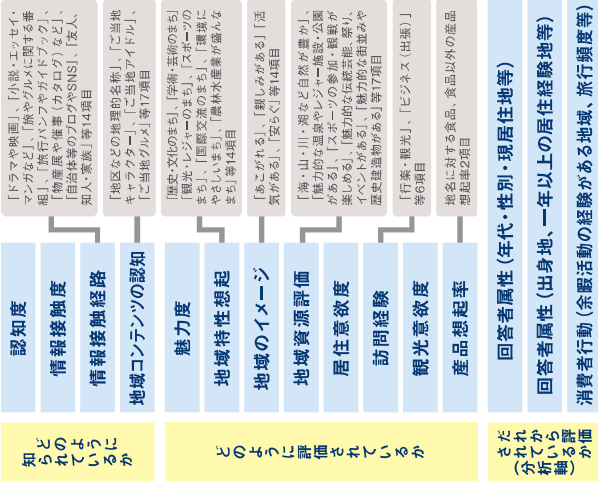 どのように
知られているか
認知度
情報接触度
情報接触経路
「ドラマや映画」、「小説・エッセイ・
マンガなど」、「旅やグルメに関する番
組」、「旅行パンフやガイドブック」、
「物産展や催事（カタログ）など」、
「自治体等のブログやSNS」、「友人、
知人・家族」等14項目
地域コンテンツの認知
「地区などの地理的名称」、「ご当地
キャラクター」、「ご当地アイドル」、
「ご当地グルメ」等17項目
どのように評価されているか
魅力度
地域特性想起
「歴史・文化のまち」、「学術・芸術のまち」
「観光・レジャーのまち」、「スポーツの
まち」、「国際交流のまち」、「環境に
やさしいまち」、「農林水産業が盛んな
まち」等14項目
地域のイメージ
「あこがれる」、「親しみがある」「活
気がある」、「安らぐ」等14項目
地域資源評価
「海・山・川・湖など自然が豊か」、
「魅力的な温泉やレジャー施設・公園
がある」、「スポーツの参加・観戦が
楽しめる」、「魅力的な伝統芸能、祭り、
イベントがある」、「魅力的な街並みや
歴史建造物がある」等17項目
居住意欲度
訪問経験
「行楽・観光」、「ビジネス（出張）」
等6項目
観光意欲度
産品想起率
地名に対する食品、食品以外の産品
想起率2項目
だれから評価
されているか
（分析軸）
回答者属性（年代・性別・現居住地等）
回答者属性（出身地、一年以上の居住経験地等）
消費者行動（余暇活動の経験がある地域、旅行頻度等）